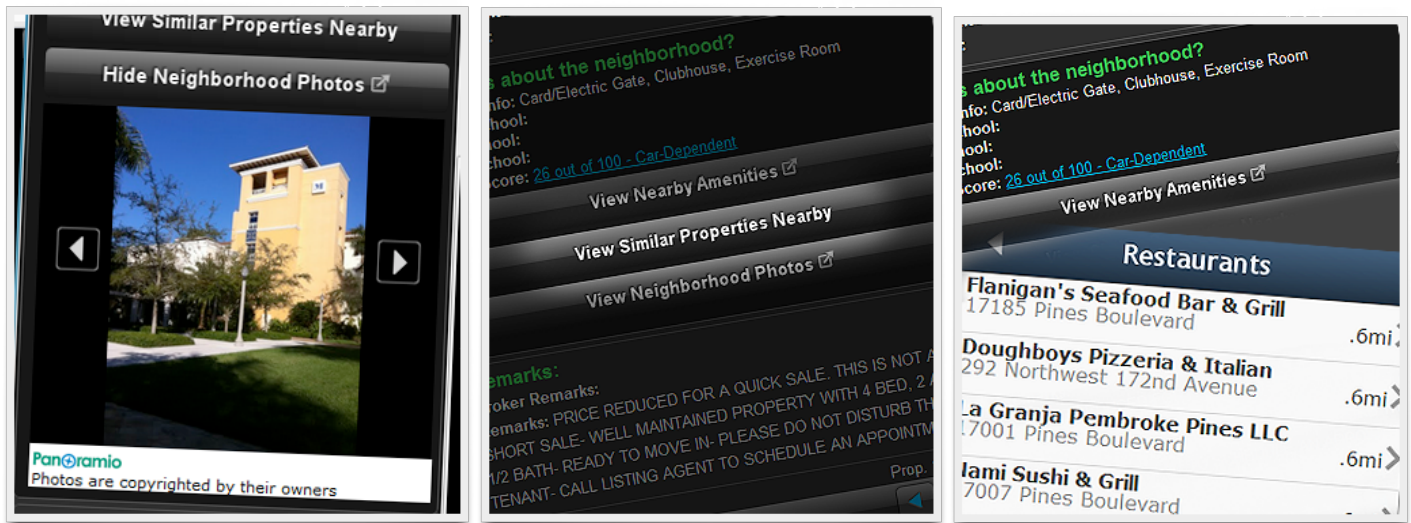 View Similar Properties Nearby
Hide Neighborhood Photos
Panoramio
Photos are copyrighted by their owners
about the neighborhood?
Card/Electric Gate, Clubhouse, Exercise Room
26 out of 100 - Car-Dependent
View Nearby Amenities
View Similar Properties Nearby
View Neighborhood Photos
emarks:
roker Remarks:
emarks: PRICE REDUCED FOR A QUICK SALE. THIS IS NOT A
SHORT SALE- WELL MAINTAINED PROPERTY WITH 4 BED, 2
1/2 BATH- READY TO MOVE IN- PLEASE DO NOT DISTURB TH
TENANT- CALL LISTING AGENT TO SCHEDULE AN APPOINTM
Prop.
s about the neighborhood?
nfo: Card/Electric Gate, Clubhouse, Exercise Room
chool:
ool:
chool:
core: 26 out of 100 - Car-Dependent
View Nearby Amenities
Restaurants
Flanigan's Seafood Bar & Grill
17185 Pines Boulevard
.6mi
Doughboys Pizzeria & Italian
292 Northwest 172nd Avenue
.6mi
La Granja Pembroke Pines LLC
17001 Pines Boulevard
.6mi
Sushi & Grill
7007 Pines Boulevard